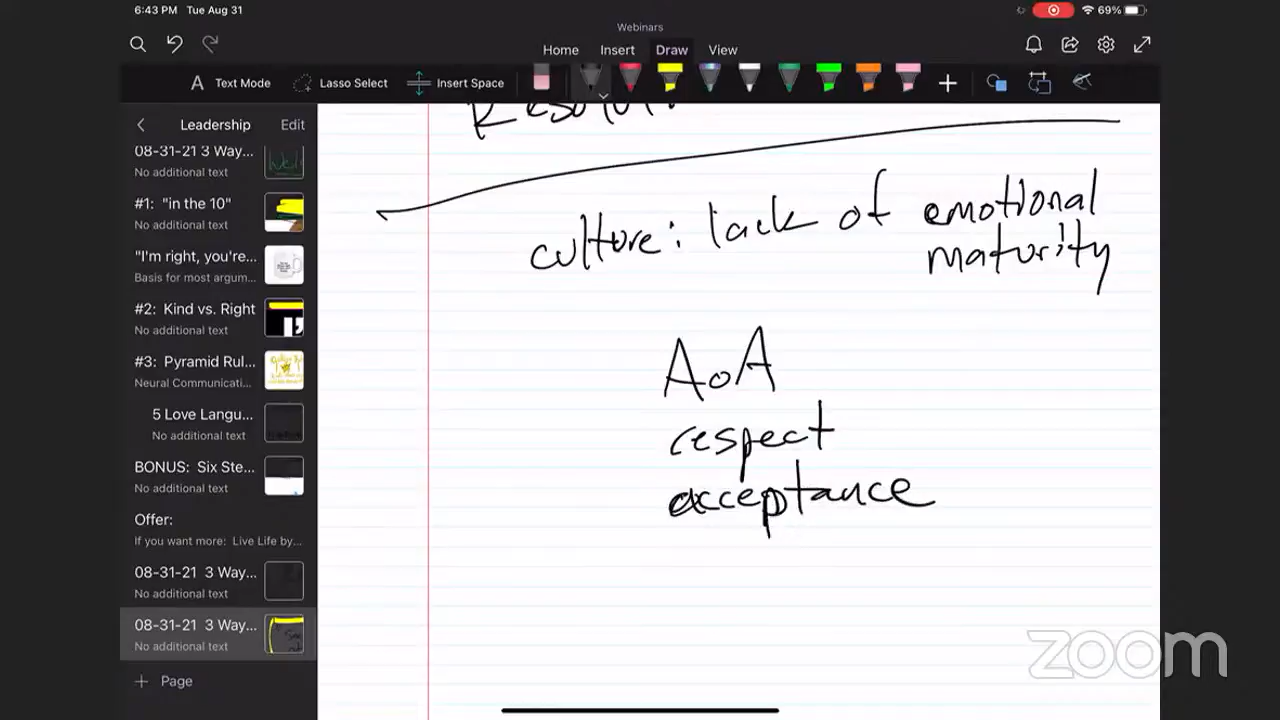 6:43 PM Tue Aug 31
69%
Webinars
Home Insert Draw View
Text Mode Lasso Select Insert Space
Leadership Edit
08-31-21 3 Way...
No additional text
#1: "in the 10"
No additional text
"I'm right, you're...
Basis for most argum...
#2: Kind vs. Right
No additional text
#3: Pyramid Rul...
Neural Communicati...
5 Love Langu...
No additional text
BONUS: Six Ste...
No additional text
Offer:
If you want more: Live Life by...
08-31-21 3 Way...
No additional text
08-31-21 3 Way...
No additional text
Page
culture: lack of emotional
maturity
AoA
respect
acceptance
zoom